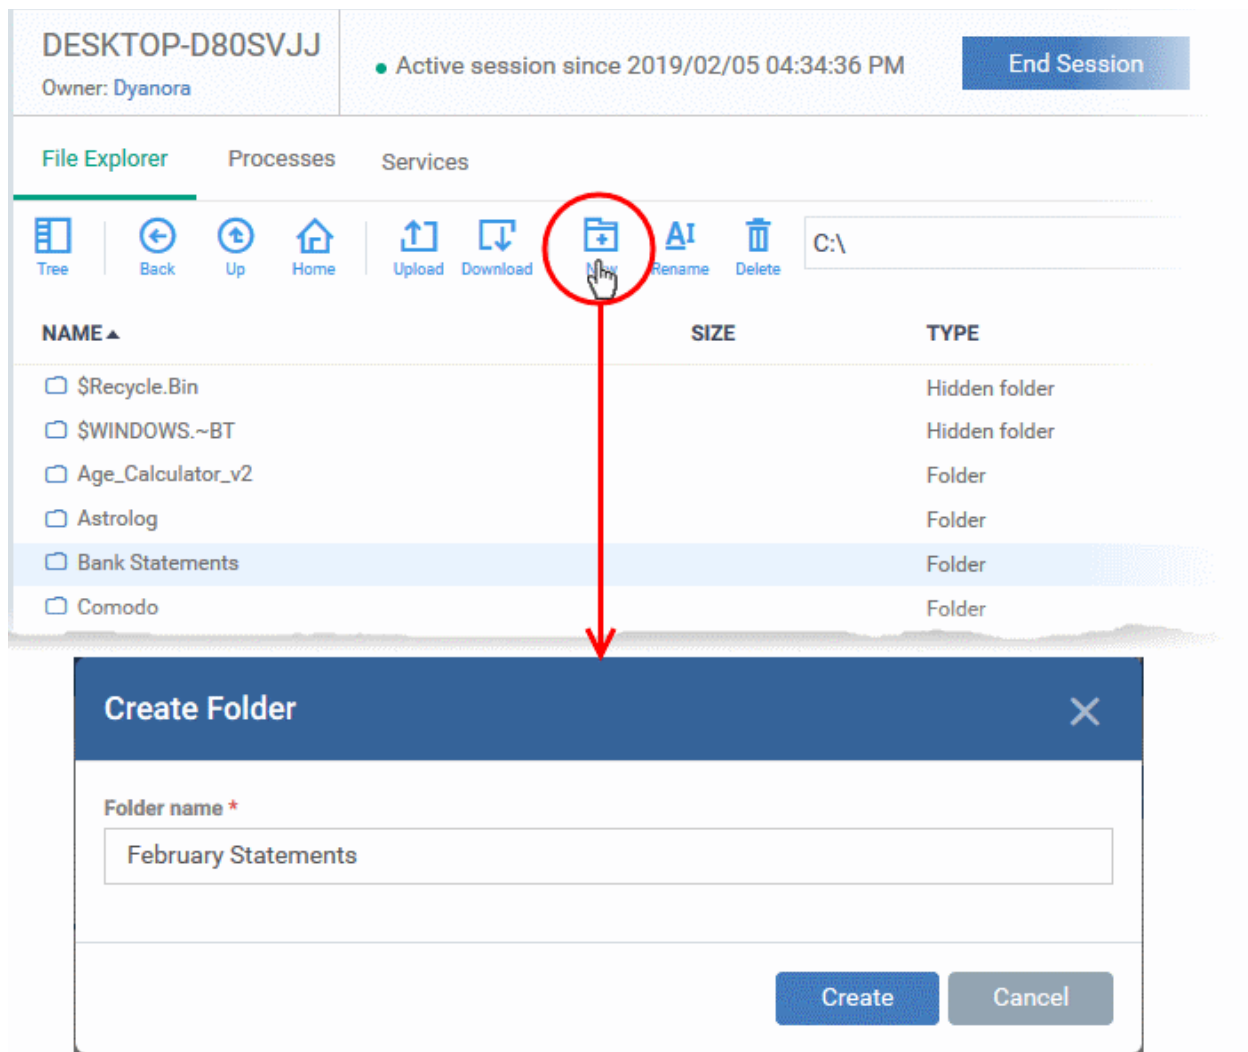 DESKTOP-D80SVJJ
Owner: Dyanora
Active session since 2019/02/05 04:34:36 PM
End Session
File Explorer Processes Services
Tree Back Up Home Upload Download New Rename Delete
C:\
NAME SIZE TYPE
$Recycle.Bin Hidden folder
$WINDOWS.~BT Hidden folder
Age_Calculator_v2 Folder
Astrolog Folder
Bank Statements Folder
Comodo Folder
Create Folder
Folder name *
February Statements
Create Cancel